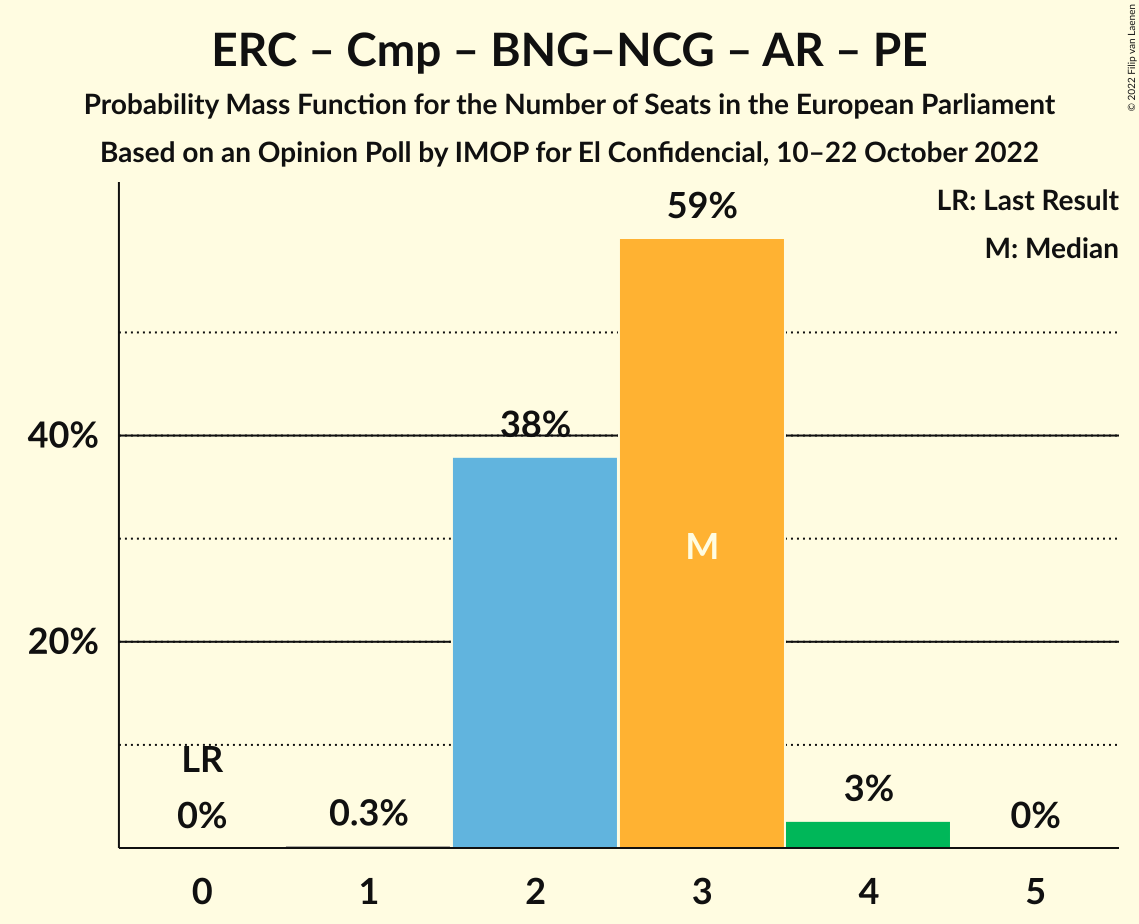 ERC – Cmp – BNG–NCG – AR – PE
Probability Mass Function for the Number of Seats in the European Parliament
Based on an Opinion Poll by IMOP for El Confidencial, 10–22 October 2022
© 2022 Filip van Laenen
LR: Last Result
M: Median
59%
38%
40%
M
20%
LR
0%
0.3%
3%
0%
0 1 2 3 4 5